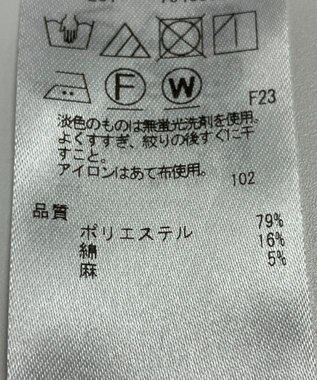 F
W
F23
淡色のものは無蛍光洗剤を使用。
よくすすぎ、絞りの後すぐに干
すこと。
アイロンはあて布使用。
102
品質
ポリエステル 79%
綿 16%
麻 5%